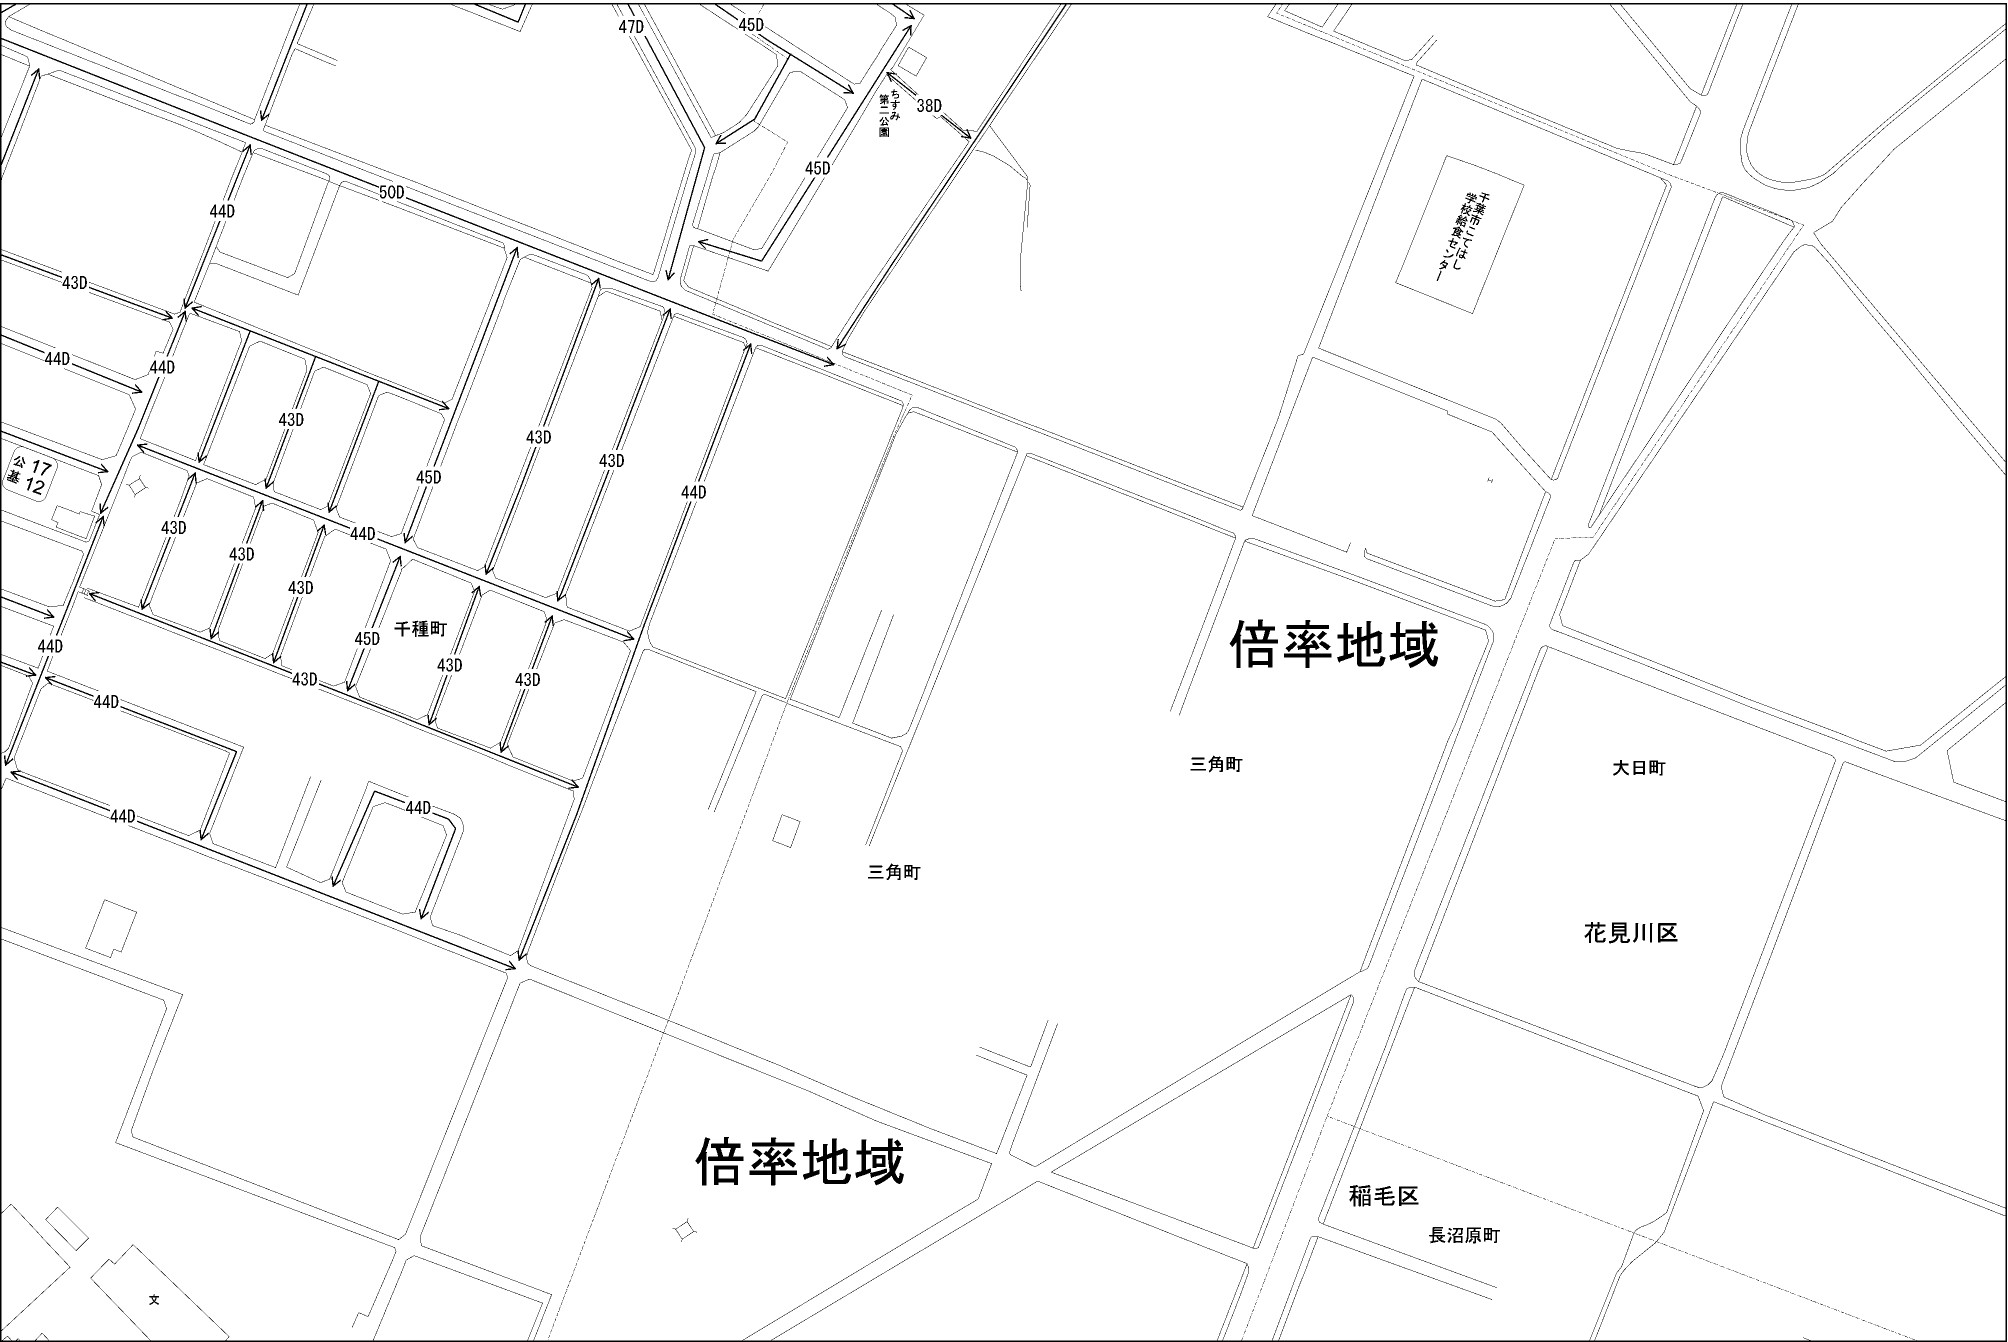 47D
45D
38D
ちすみ
第二公園
45D
50D
44D
千葉市こてはし
学校給食センター
43D
44D
44D
43D
43D
43D
45D
44D
公 17
基 12
43D
43D
43D
44D
45D
千種町
43D
43D
43D
44D
44D
倍率地域
三角町
大日町
44D
44D
三角町
花見川区
倍率地域
稲毛区
長沼原町
文